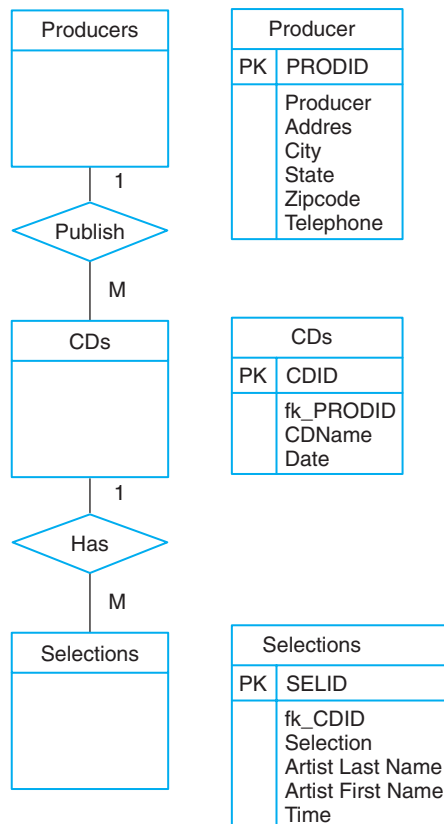 Producers
1
Publish
M
CDs
1
Has
M
Selections
Producer
PK PRODID
Producer
Addres
City
State
Zipcode
Telephone
CDs
PK CDID
fk_PRODID
CDName
Date
Selections
PK SELID
fk_CDID
Selection
Artist Last Name
Artist First Name
Time